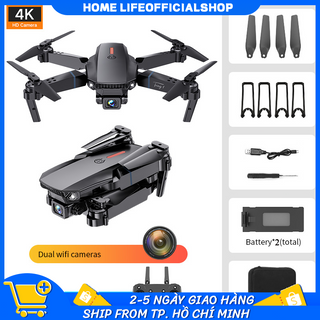 HOME LIFEOFFICIALSHOP
4K
HD Camera
Dual wifi cameras
Battery*2(total)
2-5 NGÀY GIAO HÀNG
SHIP FROM TP. HỒ CHÍ MINH